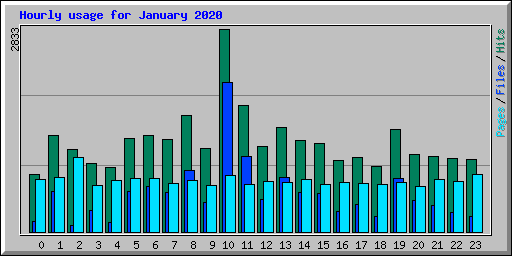 Hourly usage for January 2020
2833
Pages/Files/Hits
0 1 2 3 4 5 6 7 8 9 10 11 12 13 14 15 16 17 18 19 20 21 22 23